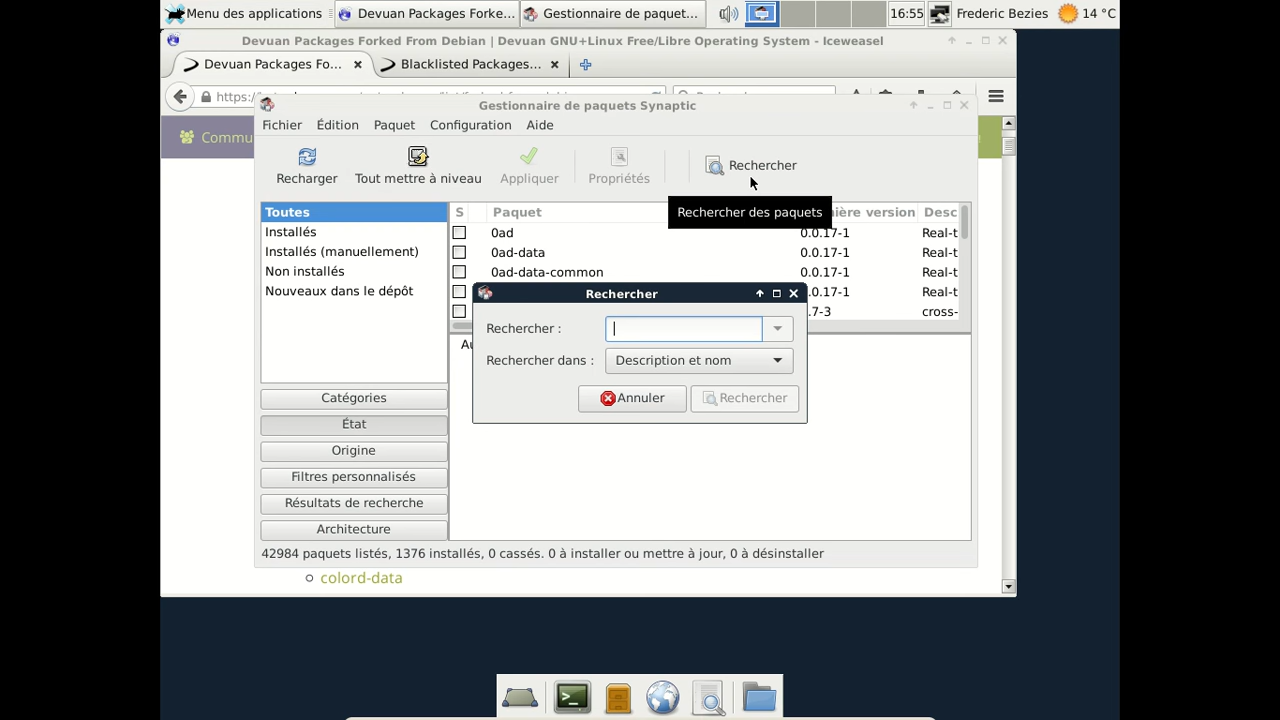 Menu des applications
Devuan Packages Forke...
Gestionnaire de paquet...
16:55
Frederic Bezies
14 °C
Devuan Packages Forked From Debian | Devuan GNU+Linux Free/Libre Operating System - Iceweasel
Devuan Packages Fo...
Blacklisted Packages...
https:
Gestionnaire de paquets Synaptic
Fichier Édition Paquet Configuration Aide
Commu
Recharger
Tout mettre à niveau
Appliquer
Propriétés
Rechercher
Rechercher des paquets
Toutes
Installés
Installés (manuellement)
Non installés
Nouveaux dans le dépôt
S Paquet ière version Desc
0ad 0.0.17-1 Real-t
0ad-data 0.0.17-1 Real-t
0ad-data-common 0.0.17-1 Real-t
.0.17-1 Real-t
.7-3 cross-
Rechercher
Rechercher :
Rechercher dans : Description et nom
Annuler
Rechercher
Catégories
État
Origine
Filtres personnalisés
Résultats de recherche
Architecture
42984 paquets listés, 1376 installés, 0 cassés. 0 à installer ou mettre à jour, 0 à désinstaller
colord-data